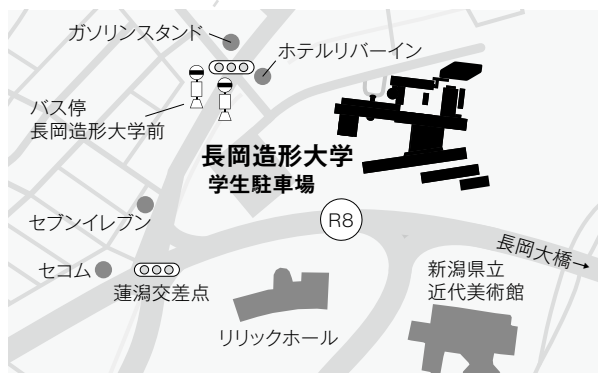 ガソリンスタンド
ホテルリバーイン
バス停
長岡造形大学前
長岡造形大学
学生駐車場
セブンイレブン
R8
長岡大橋→
セコム
蓮潟交差点
新潟県立
近代美術館
リリックホール